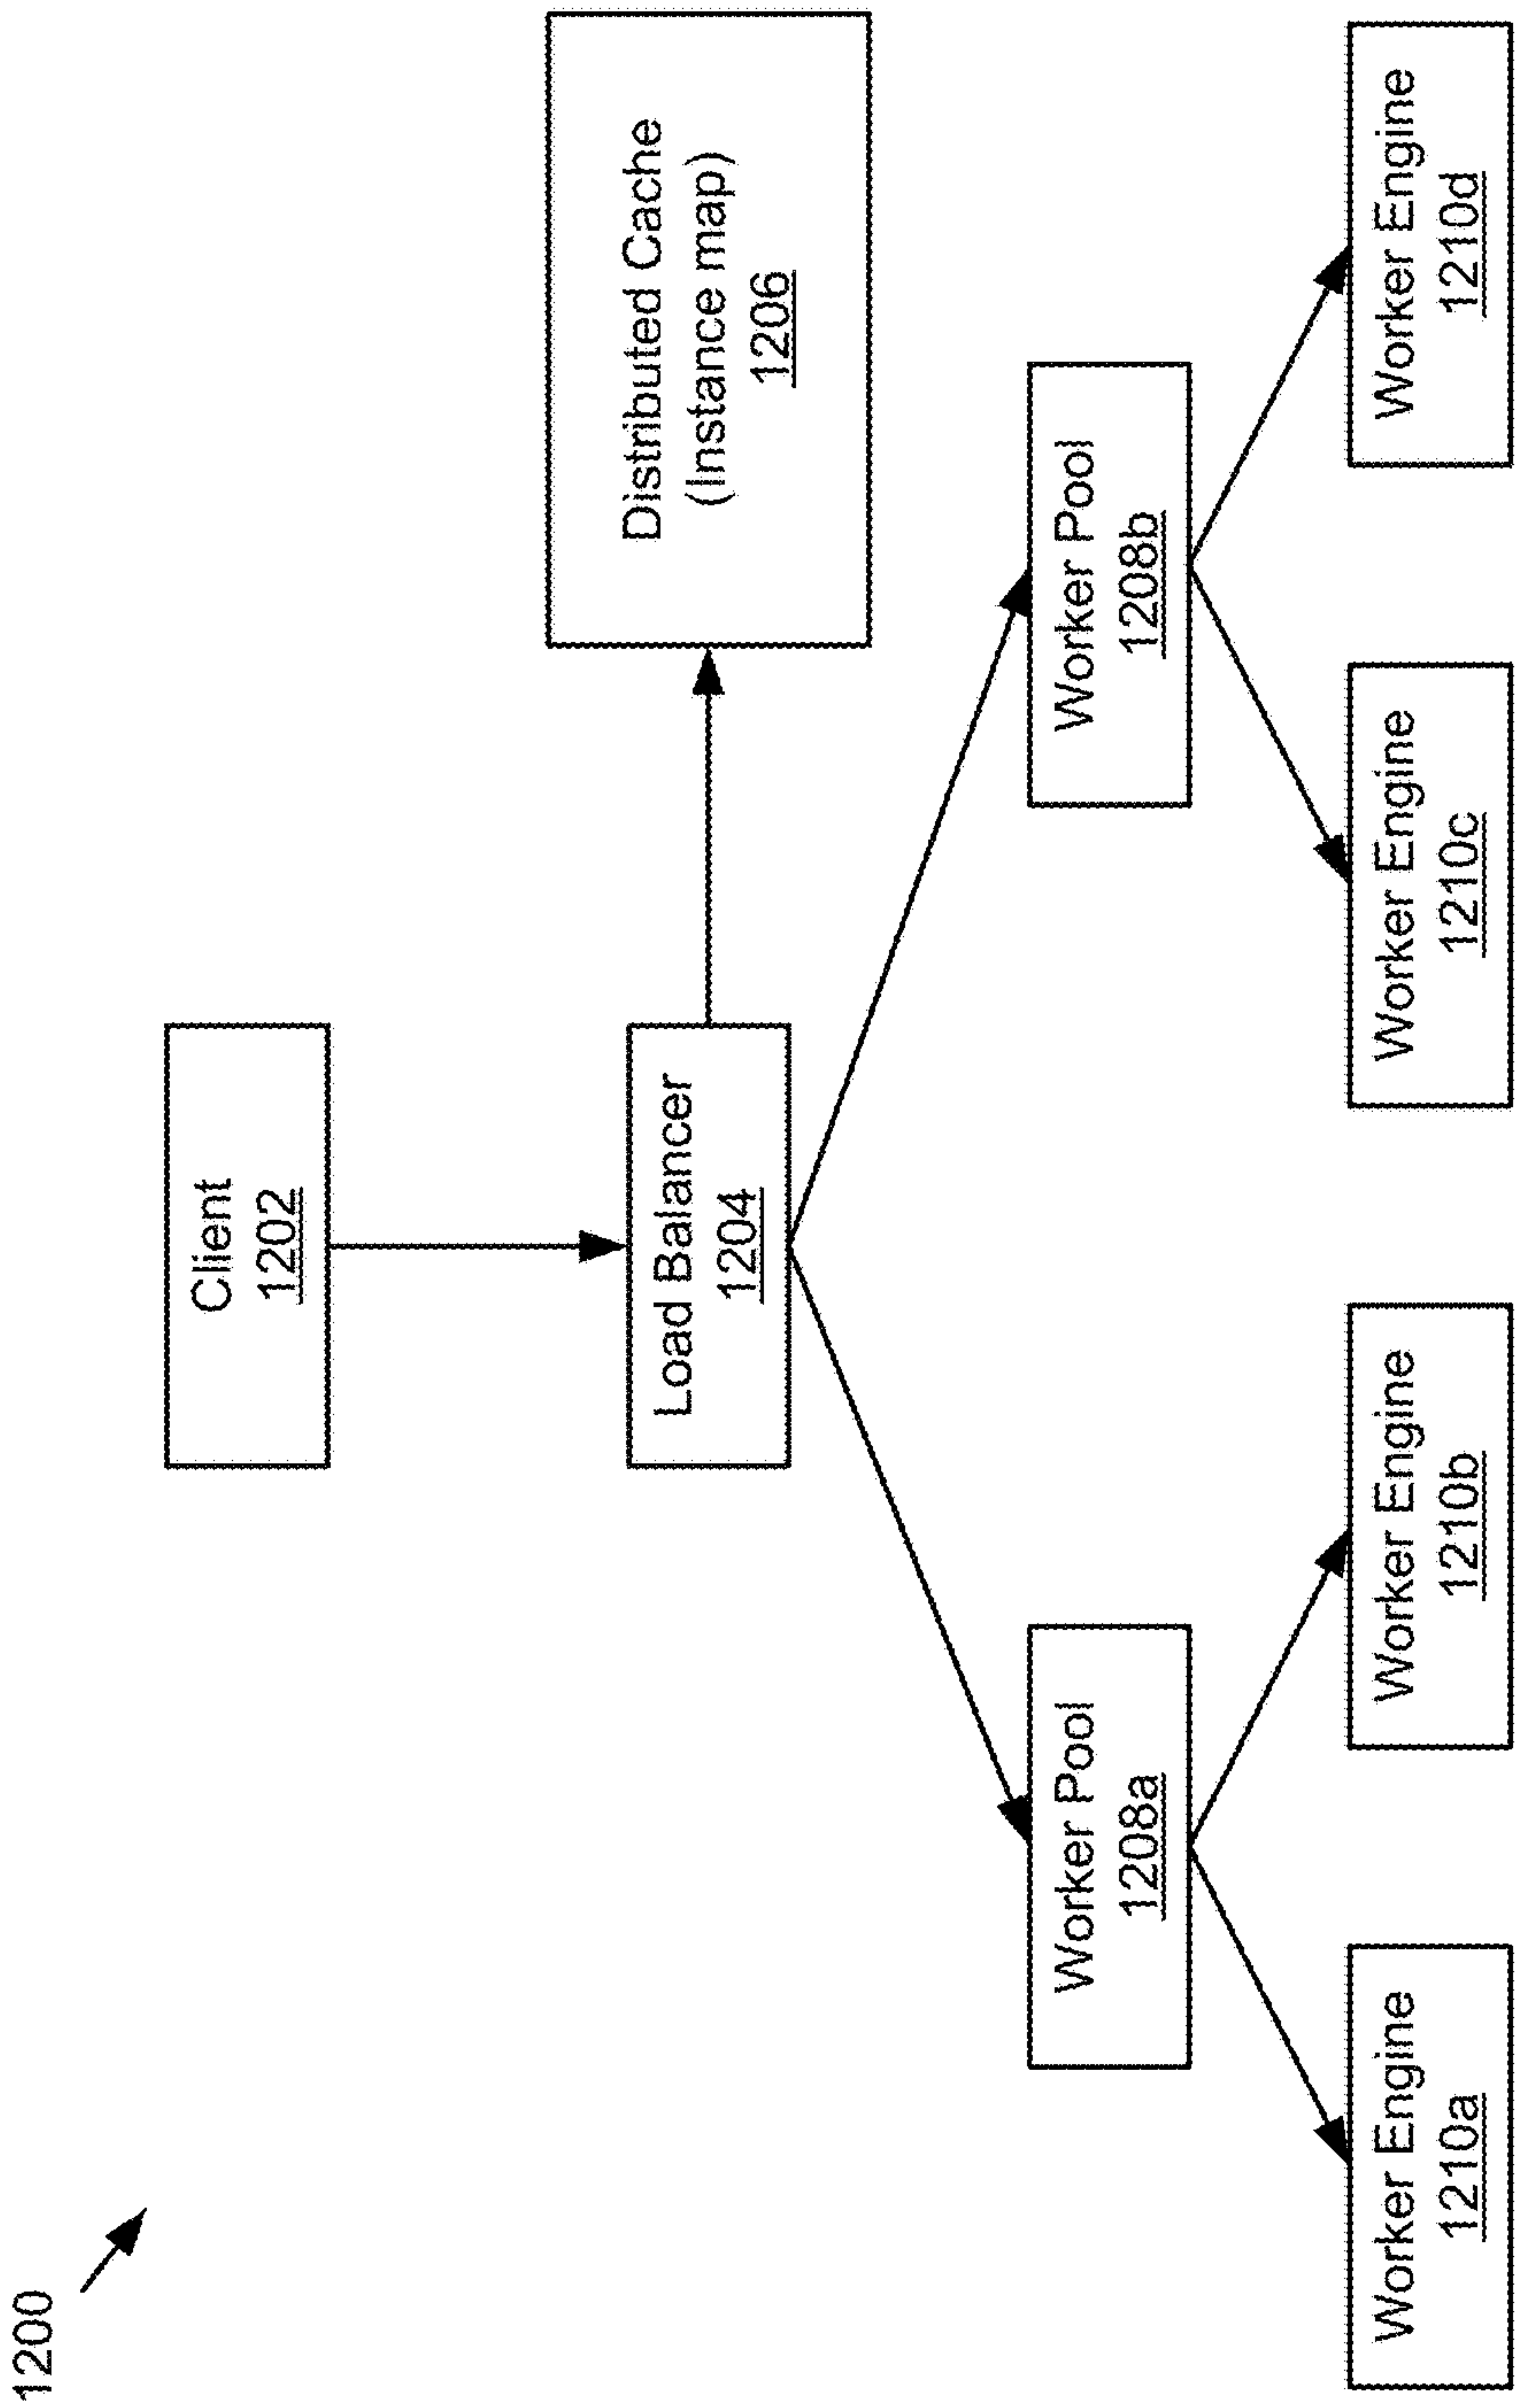 1200
Client
1202
Load Balancer
1204
Distributed Cache
(Instance map)
1206
Worker Pool
1208a
Worker Pool
1208b
Worker Engine
1210a
Worker Engine
1210b
Worker Engine
1210c
Worker Engine
1210d